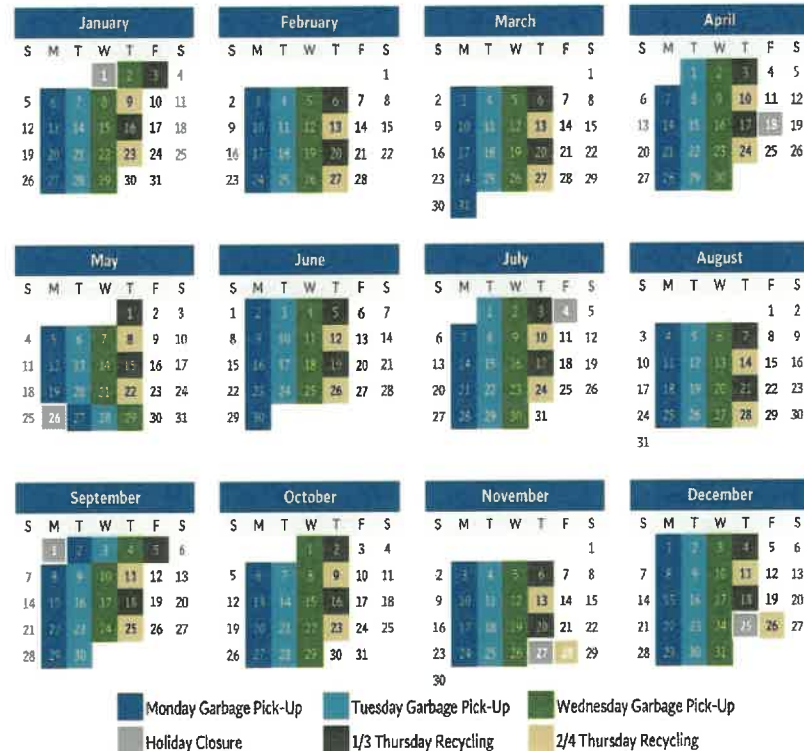 January
S M T W T F S
1 2 3 4
5 6 7 8 9 10 11
12 13 14 15 16 17 18
19 20 21 22 23 24 25
26 27 28 29 30 31
February
S M T W T F S
1
2 3 4 5 6 7 8
9 10 11 12 13 14 15
16 17 18 19 20 21 22
23 24 25 26 27 28
March
S M T W T F S
1
2 3 4 5 6 7 8
9 10 11 12 13 14 15
16 17 18 19 20 21 22
23 24 25 26 27 28 29
30 31
April
S M T W T F S
1 2 3 4 5
6 7 8 9 10 11 12
13 14 15 16 17 18 19
20 21 22 23 24 25 26
27 28 29 30
May
S M T W T F S
1 2 3
4 5 6 7 8 9 10
11 12 13 14 15 16 17
18 19 20 21 22 23 24
25 26 27 28 29 30 31
June
S M T W T F S
1 2 3 4 5 6 7
8 9 10 11 12 13 14
15 16 17 18 19 20 21
22 23 24 25 26 27 28
29 30
July
S M T W T F S
1 2 3 4 5
6 7 8 9 10 11 12
13 14 15 16 17 18 19
20 21 22 23 24 25 26
27 28 29 30 31
August
S M T W T F S
1 2
3 4 5 6 7 8 9
10 11 12 13 14 15 16
17 18 19 20 21 22 23
24 25 26 27 28 29 30
31
September
S M T W T F S
1 2 3 4 5 6
7 8 9 10 11 12 13
14 15 16 17 18 19 20
21 22 23 24 25 26 27
28 29 30
October
S M T W T F S
1 2 3 4
5 6 7 8 9 10 11
12 13 14 15 16 17 18
19 20 21 22 23 24 25
26 27 28 29 30 31
November
S M T W T F S
1
2 3 4 5 6 7 8
9 10 11 12 13 14 15
16 17 18 19 20 21 22
23 24 25 26 27 28 29
30
December
S M T W T F S
1 2 3 4 5 6
7 8 9 10 11 12 13
14 15 16 17 18 19 20
21 22 23 24 25 26 27
28 29 30 31
Monday Garbage Pick-Up
Tuesday Garbage Pick-Up
Wednesday Garbage Pick-Up
Holiday Closure
1/3 Thursday Recycling
2/4 Thursday Recycling